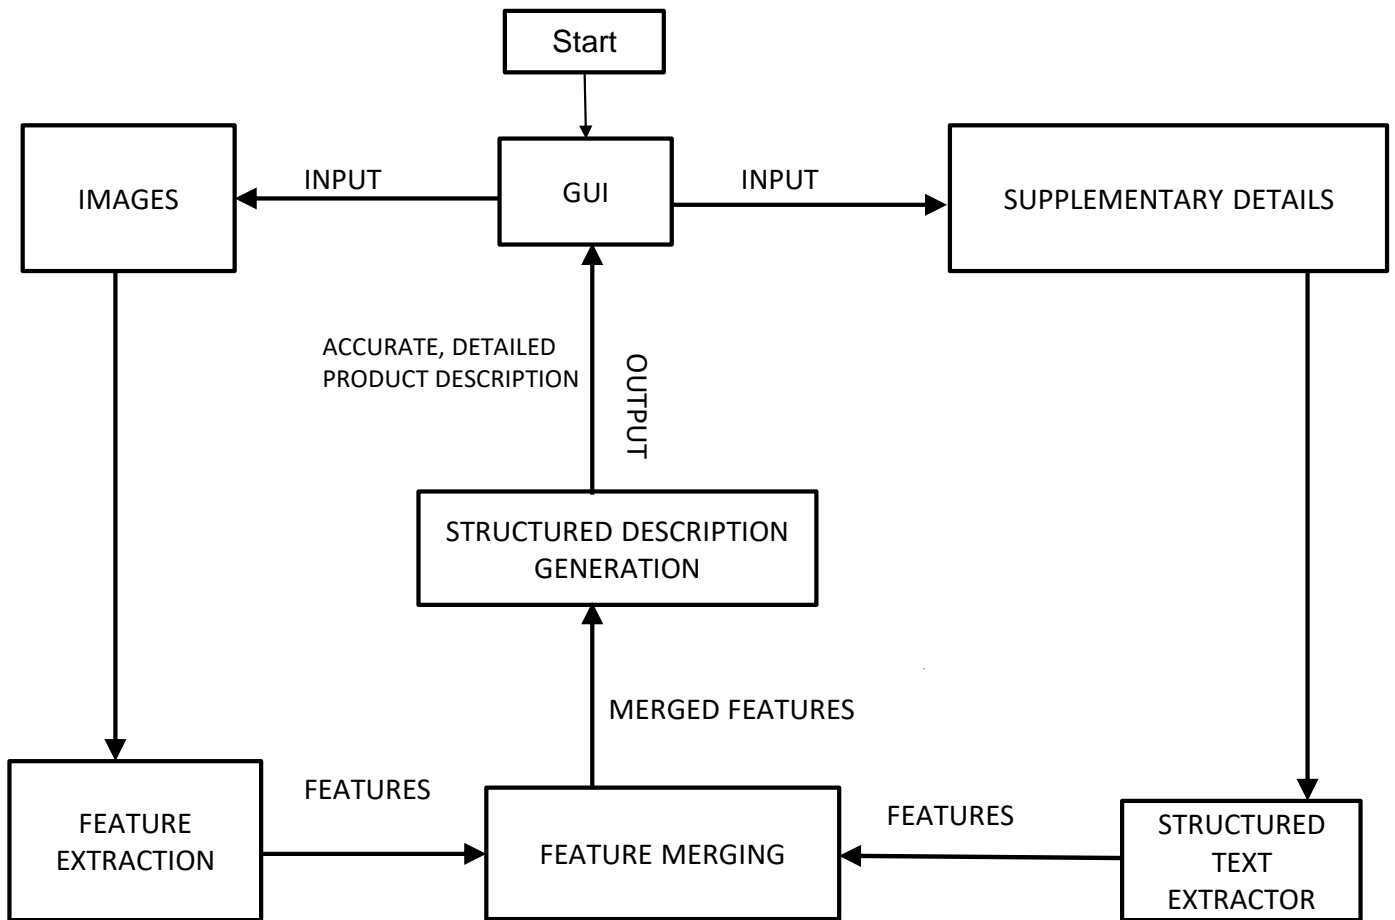 Start
IMAGES
INPUT
GUI
INPUT
SUPPLEMENTARY DETAILS
ACCURATE, DETAILED
PRODUCT DESCRIPTION
OUTPUT
STRUCTURED DESCRIPTION
GENERATION
MERGED FEATURES
FEATURE
EXTRACTION
FEATURES
FEATURE MERGING
FEATURES
STRUCTURED
TEXT
EXTRACTOR